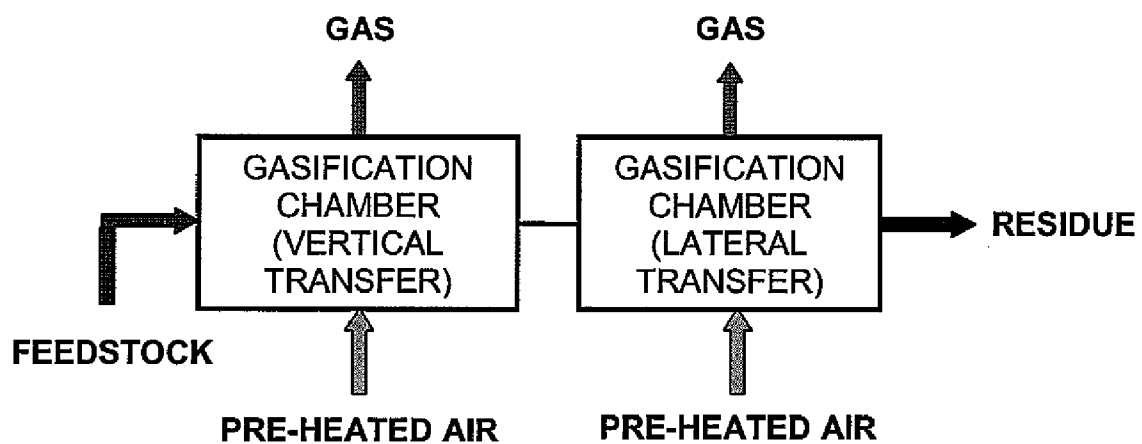 GAS
GAS
GASIFICATION
CHAMBER
(VERTICAL
TRANSFER)
GASIFICATION
CHAMBER
(LATERAL
TRANSFER)
RESIDUE
FEEDSTOCK
PRE-HEATED AIR
PRE-HEATED AIR